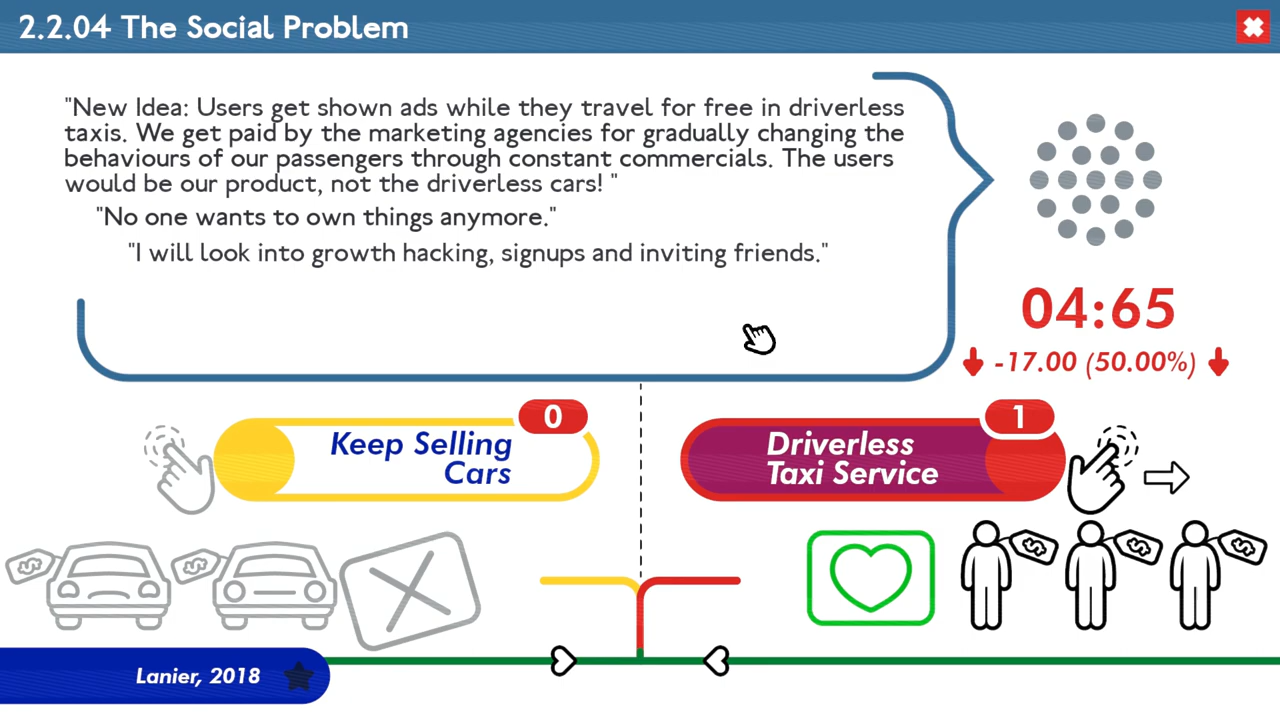 2.2.04 The Social Problem
"New Idea: Users get shown ads while they travel for free in driverless
taxis. We get paid by the marketing agencies for gradually changing the
behaviours of our passengers through constant commercials. The users
would be our product, not the driverless cars! "
"No one wants to own things anymore."
"I will look into growth hacking, signups and inviting friends."
04:65
-17.00 (50.00%)
0
Keep Selling
Cars
1
Driverless
Taxi Service
$ $ $ $ $
Lanier, 2018